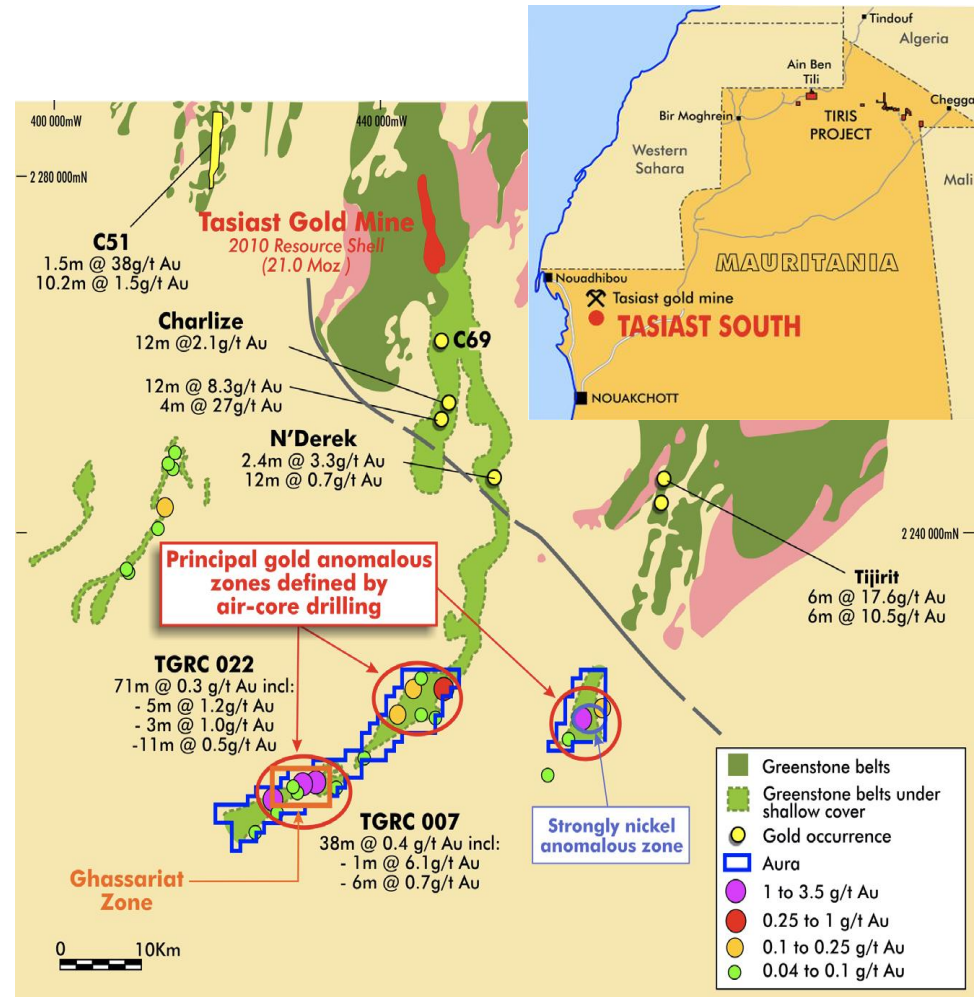 Tindouf
Algeria
Ain Ben
Tili
Chegga
Bir Moghrein
TIRIS
PROJECT
Western
Sahara
Mali
MAURITANIA
Nouadhibou
Tasiast gold mine
TASIAST SOUTH
NOUAKCHOTT
400 000mW
440 000mW
2 280 000mN
Tasiast Gold Mine
2010 Resource Shell
(21.0 Moz )
C51
1.5m @ 38g/t Au
10.2m @ 1.5g/t Au
Charlize
12m @2.1g/t Au
C69
12m @ 8.3g/t Au
4m @ 27g/t Au
N'Derek
2.4m @ 3.3g/t Au
12m @ 0.7g/t Au
2 240 000mN
Principal gold anomalous
zones defined by
air-core drilling
Tijirit
6m @ 17.6g/t Au
6m @ 10.5g/t Au
TGRC 022
71m @ 0.3 g/t Au incl:
- 5m @ 1.2g/t Au
- 3m @ 1.0g/t Au
-11m @ 0.5g/t Au
TGRC 007
38m @ 0.4 g/t Au incl:
- 1m @ 6.1g/t Au
- 6m @ 0.7g/t Au
Strongly nickel
anomalous zone
Ghassariat
Zone
0 10Km
Greenstone belts
Greenstone belts under
shallow cover
Gold occurrence
Aura
1 to 3.5 g/t Au
0.25 to 1 g/t Au
0.1 to 0.25 g/t Au
0.04 to 0.1 g/t Au